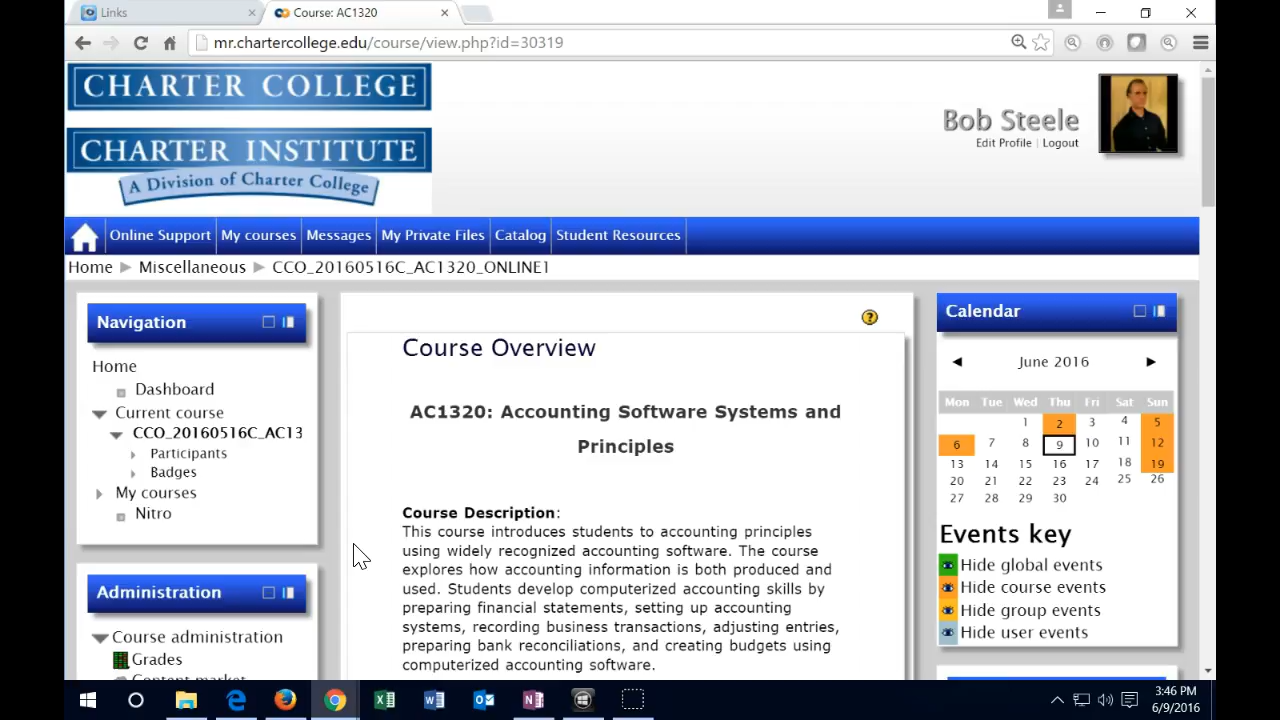 Links
Course: AC1320
mr.chartercollege.edu/course/view.php?id=30319
CHARTER COLLEGE
CHARTER INSTITUTE
A Division of Charter College
Bob Steele
Edit Profile | Logout
Online Support
My courses
Messages
My Private Files
Catalog
Student Resources
Home ▶ Miscellaneous ▶ CCO_20160516C_AC1320_ONLINE1
Navigation
Home
Dashboard
Current course
CCO_20160516C_AC13
Participants
Badges
My courses
Nitro
Administration
Course administration
Grades
Content market
Course Overview
AC1320: Accounting Software Systems and
Principles
Course Description:
This course introduces students to accounting principles
using widely recognized accounting software. The course
explores how accounting information is both produced and
used. Students develop computerized accounting skills by
preparing financial statements, setting up accounting
systems, recording business transactions, adjusting entries,
preparing bank reconciliations, and creating budgets using
computerized accounting software.
Calendar
◀ June 2016 ▶
Mon Tue Wed Thu Fri Sat Sun
1 2 3 4 5
6 7 8 9 10 11 12
13 14 15 16 17 18 19
20 21 22 23 24 25 26
27 28 29 30
Events key
Hide global events
Hide course events
Hide group events
Hide user events
3:46 PM
6/9/2016